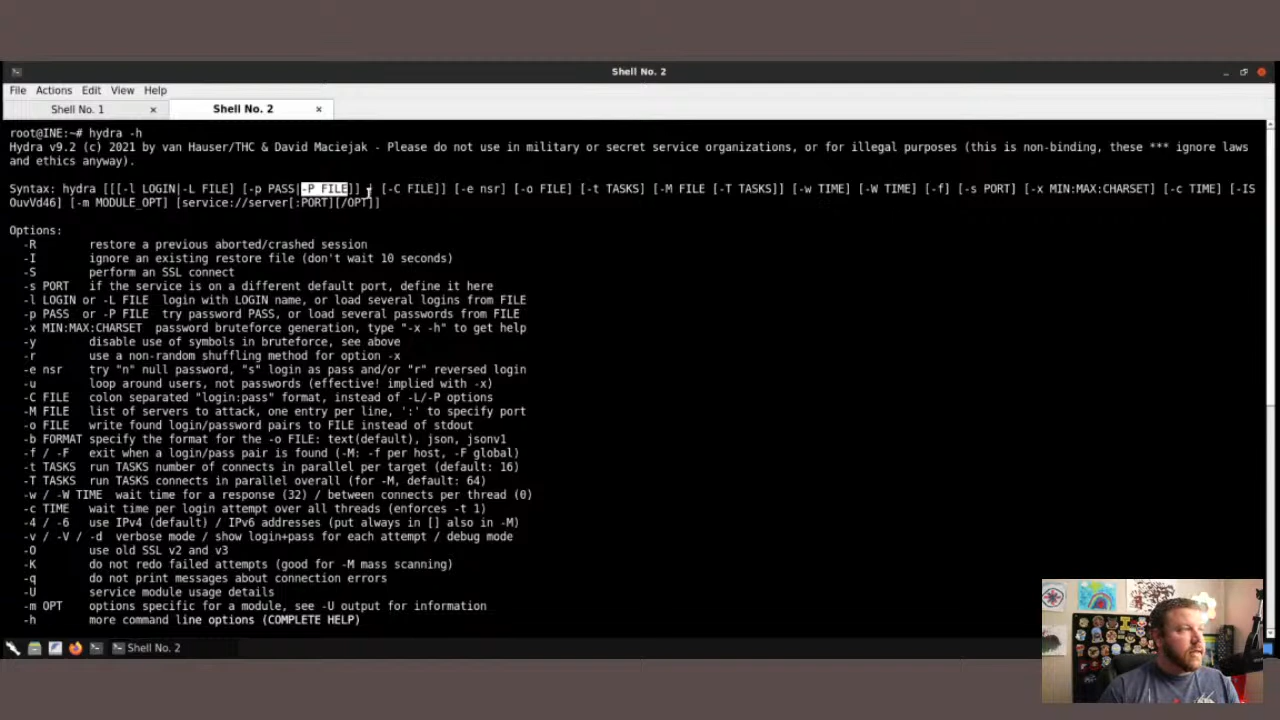 Shell No. 2
File Actions Edit View Help
Shell No. 1 × Shell No. 2 ×
root@INE:~# hydra -h
Hydra v9.2 (c) 2021 by van Hauser/THC & David Maciejak - Please do not use in military or secret service organizations, or for illegal purposes (this is non-binding, these *** ignore laws
and ethics anyway).
Syntax: hydra [[[-l LOGIN|-L FILE] [-p PASS|-P FILE]] | [-C FILE]] [-e nsr] [-o FILE] [-t TASKS] [-M FILE [-T TASKS]] [-w TIME] [-W TIME] [-f] [-s PORT] [-x MIN:MAX:CHARSET] [-c TIME] [-IS
OuvVd46] [-m MODULE_OPT] [service://server[:PORT][/OPT]]
Options:
-R restore a previous aborted/crashed session
-I ignore an existing restore file (don't wait 10 seconds)
-S perform an SSL connect
-s PORT if the service is on a different default port, define it here
-l LOGIN or -L FILE login with LOGIN name, or load several logins from FILE
-p PASS or -P FILE try password PASS, or load several passwords from FILE
-x MIN:MAX:CHARSET password bruteforce generation, type "-x -h" to get help
-y disable use of symbols in bruteforce, see above
-r use a non-random shuffling method for option -x
-e nsr try "n" null password, "s" login as pass and/or "r" reversed login
-u loop around users, not passwords (effective! implied with -x)
-C FILE colon separated "login:pass" format, instead of -L/-P options
-M FILE list of servers to attack, one entry per line, ':' to specify port
-o FILE write found login/password pairs to FILE instead of stdout
-b FORMAT specify the format for the -o FILE: text(default), json, jsonv1
-f / -F exit when a login/pass pair is found (-M: -f per host, -F global)
-t TASKS run TASKS number of connects in parallel per target (default: 16)
-T TASKS run TASKS connects in parallel overall (for -M, default: 64)
-w / -W TIME wait time for a response (32) / between connects per thread (0)
-c TIME wait time per login attempt over all threads (enforces -t 1)
-4 / -6 use IPv4 (default) / IPv6 addresses (put always in [] also in -M)
-v / -V / -d verbose mode / show login+pass for each attempt / debug mode
-O use old SSL v2 and v3
-K do not redo failed attempts (good for -M mass scanning)
-q do not print messages about connection errors
-U service module usage details
-m OPT options specific for a module, see -U output for information
-h more command line options (COMPLETE HELP)
Shell No. 2